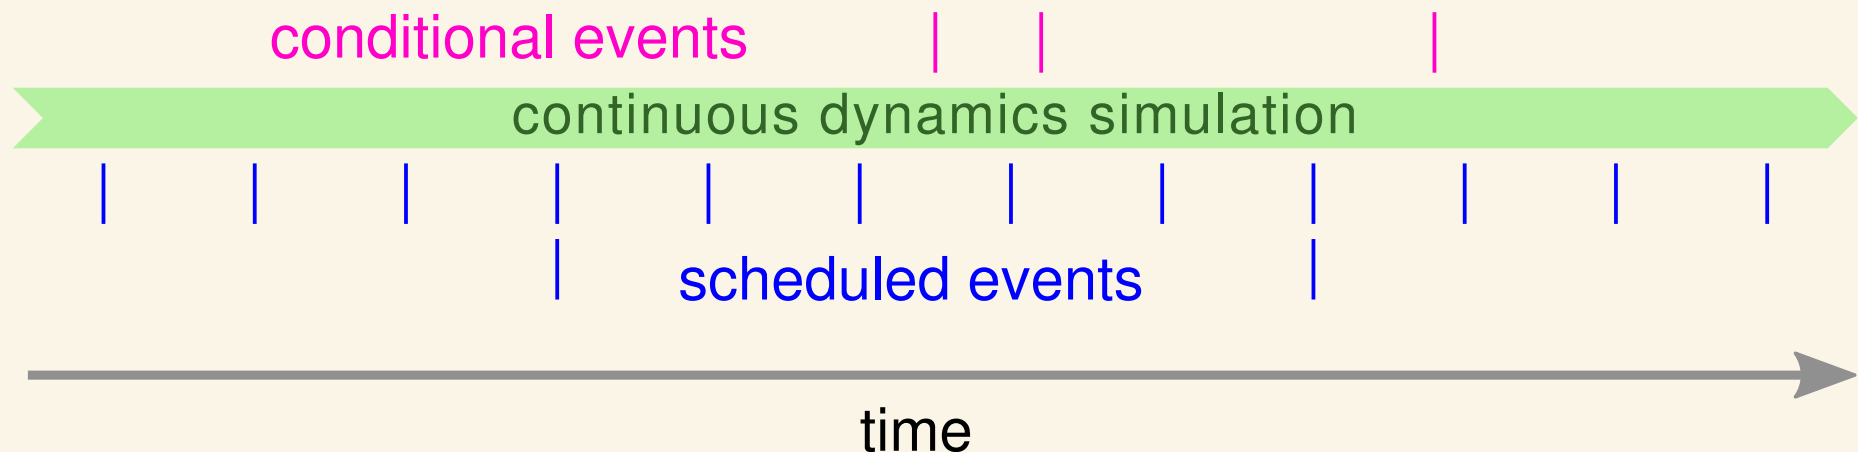 conditional events
continuous dynamics simulation
scheduled events
time